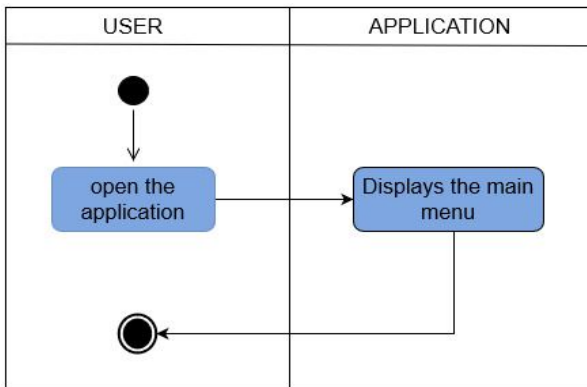 USER
APPLICATION
open the
application
Displays the main
menu